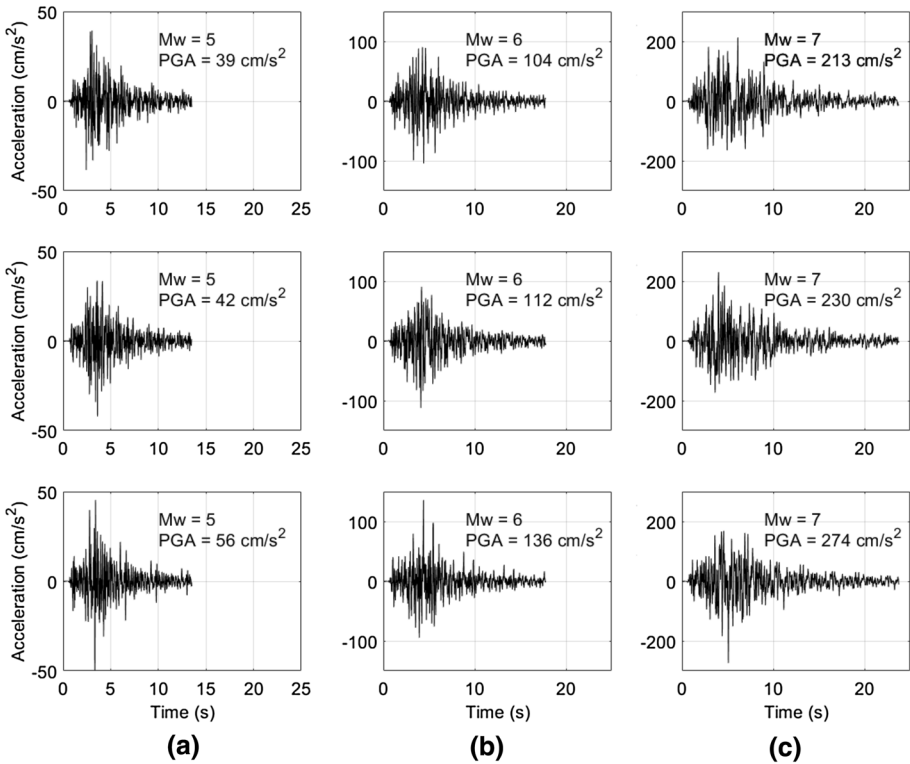 50
0
-50
Acceleration (cm/s²)
Mw = 5
PGA = 39 cm/s²
0 5 10 15 20 25
100
0
-100
Mw = 6
PGA = 104 cm/s²
0 10 20
200
0
-200
Mw = 7
PGA = 213 cm/s²
0 10 20
50
0
-50
Acceleration (cm/s²)
Mw = 5
PGA = 42 cm/s²
0 5 10 15 20 25
100
0
-100
Mw = 6
PGA = 112 cm/s²
0 10 20
200
0
-200
Mw = 7
PGA = 230 cm/s²
0 10 20
50
0
-50
Acceleration (cm/s²)
Mw = 5
PGA = 56 cm/s²
0 5 10 15 20 25
Time (s)
(a)
100
0
-100
Mw = 6
PGA = 136 cm/s²
0 10 20
Time (s)
(b)
200
0
-200
Mw = 7
PGA = 274 cm/s²
0 10 20
Time (s)
(c)